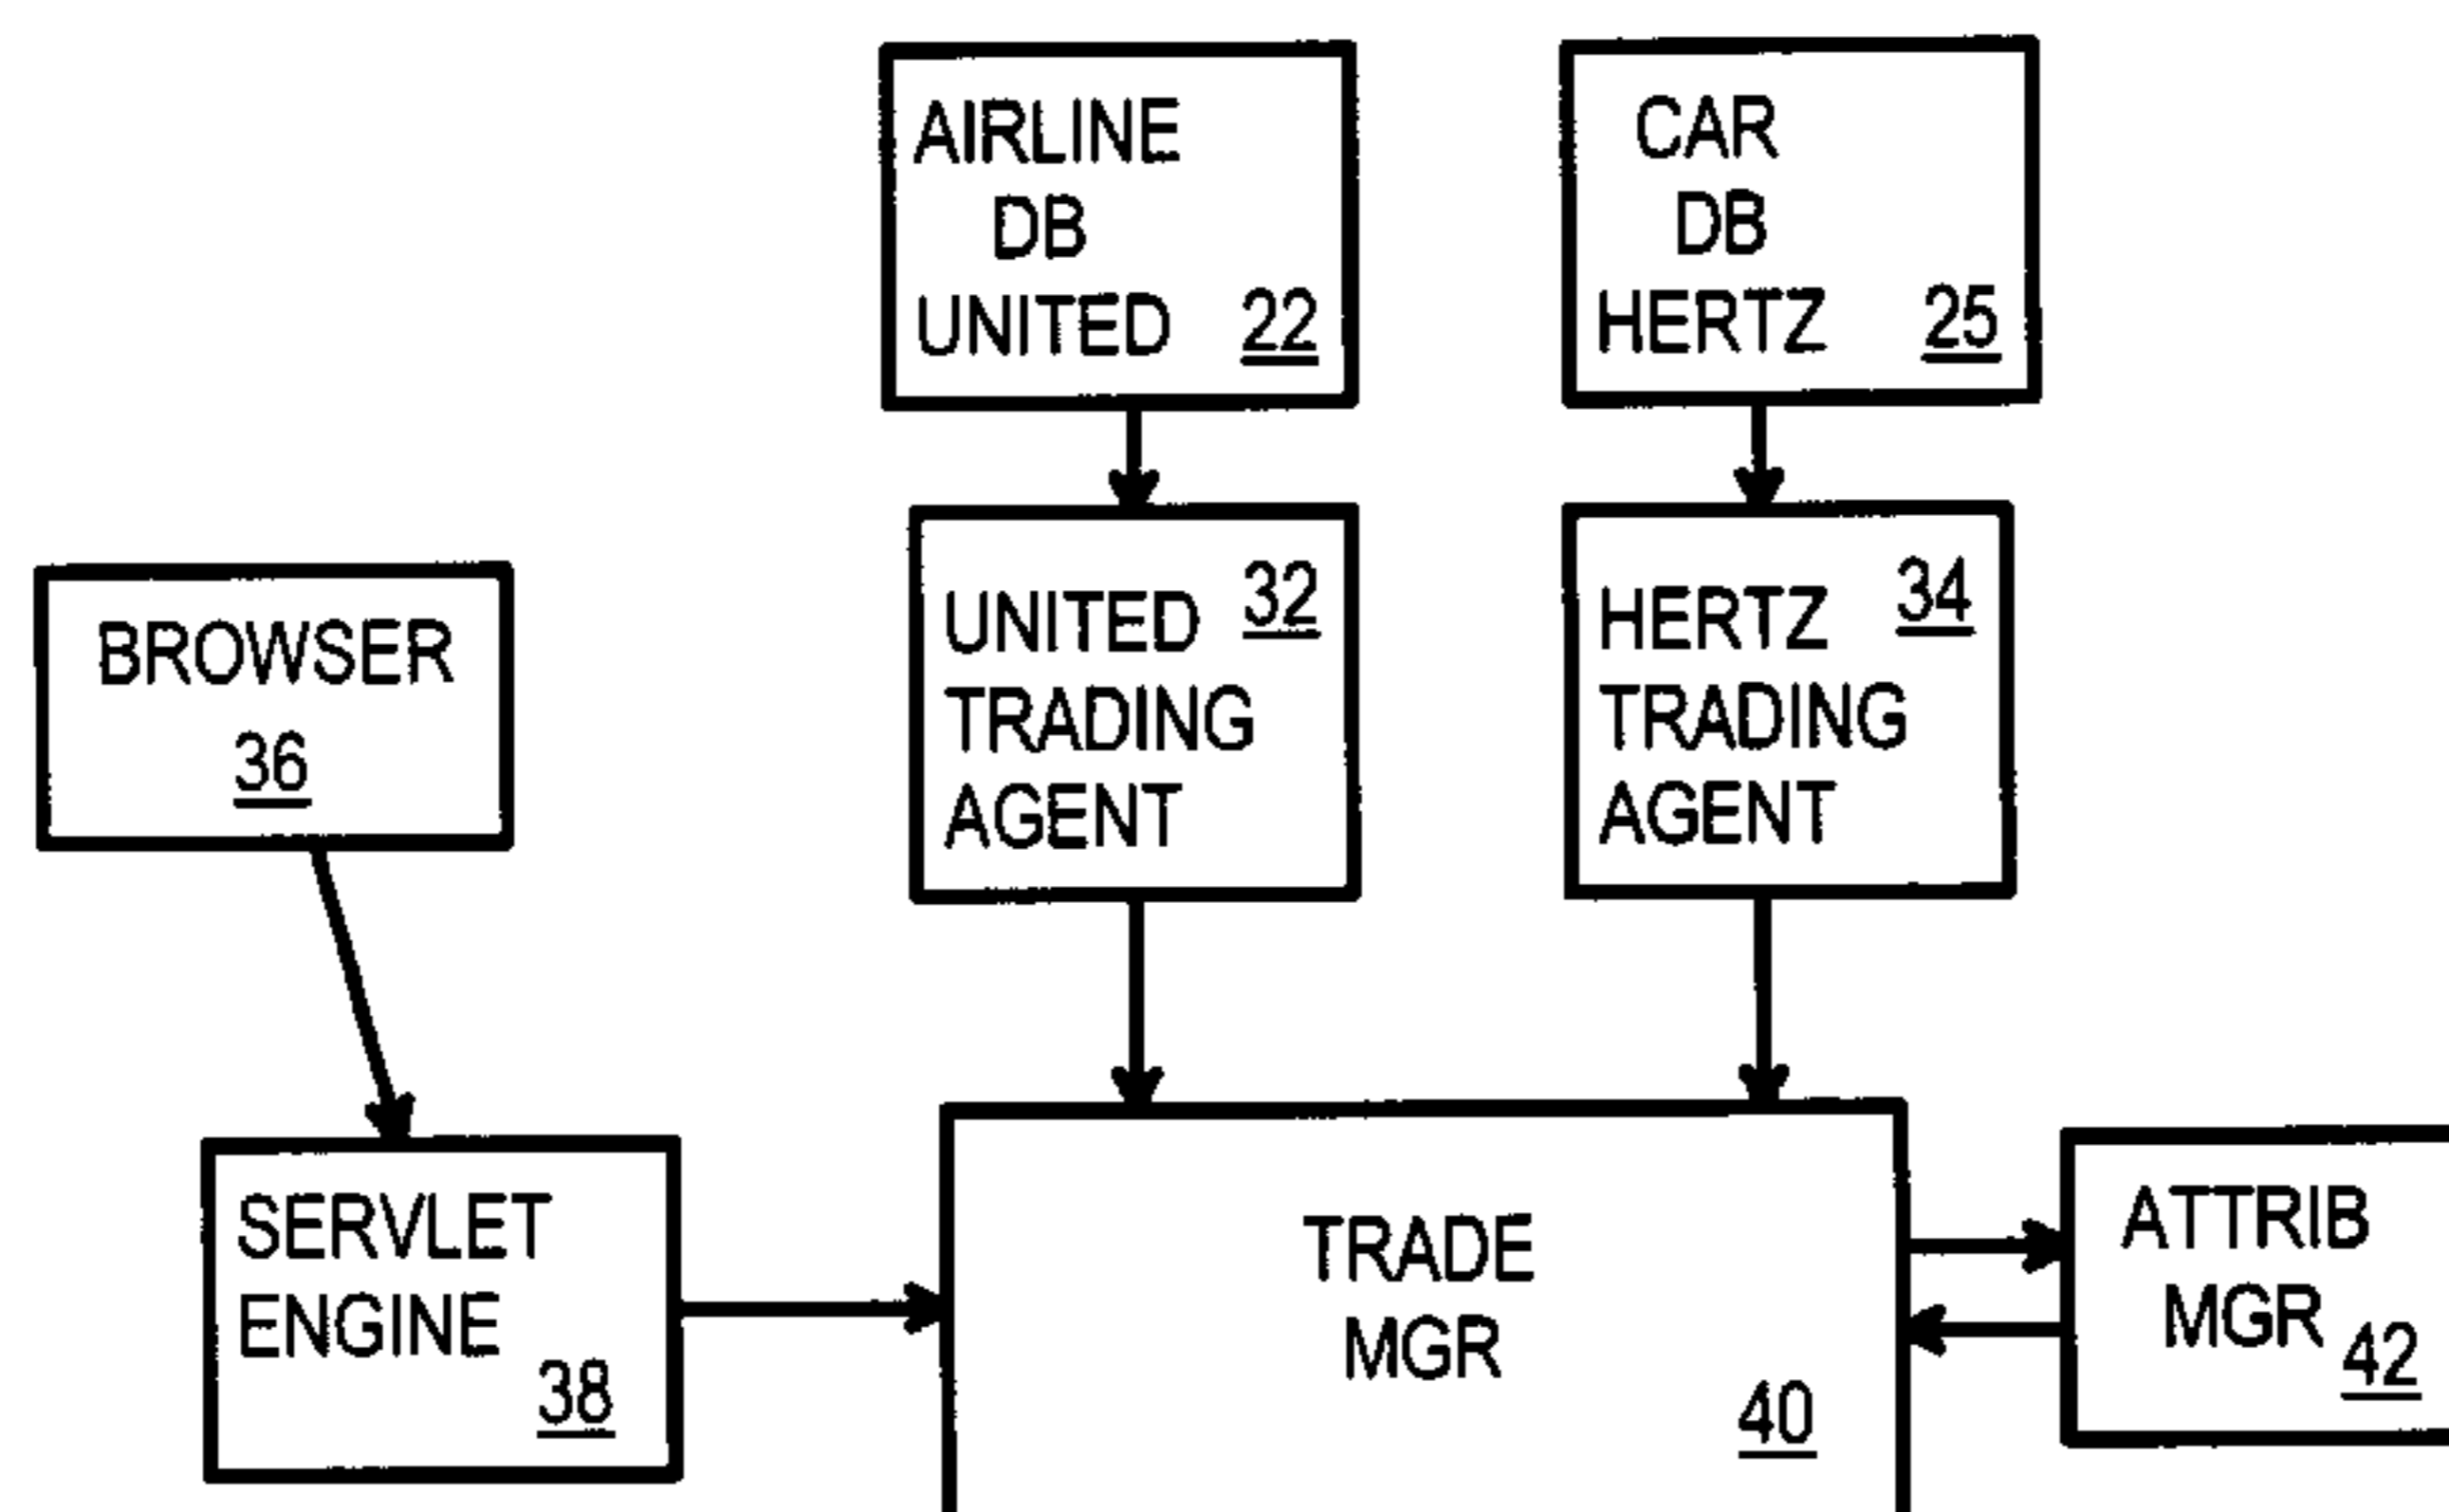 AIRLINE
DB
UNITED 22
CAR
DB
HERTZ 25
BROWSER
36
32
UNITED
TRADING
AGENT
34
HERTZ
TRADING
AGENT
SERVLET
ENGINE
38
TRADE
MGR
40
ATTRIB
MGR
42